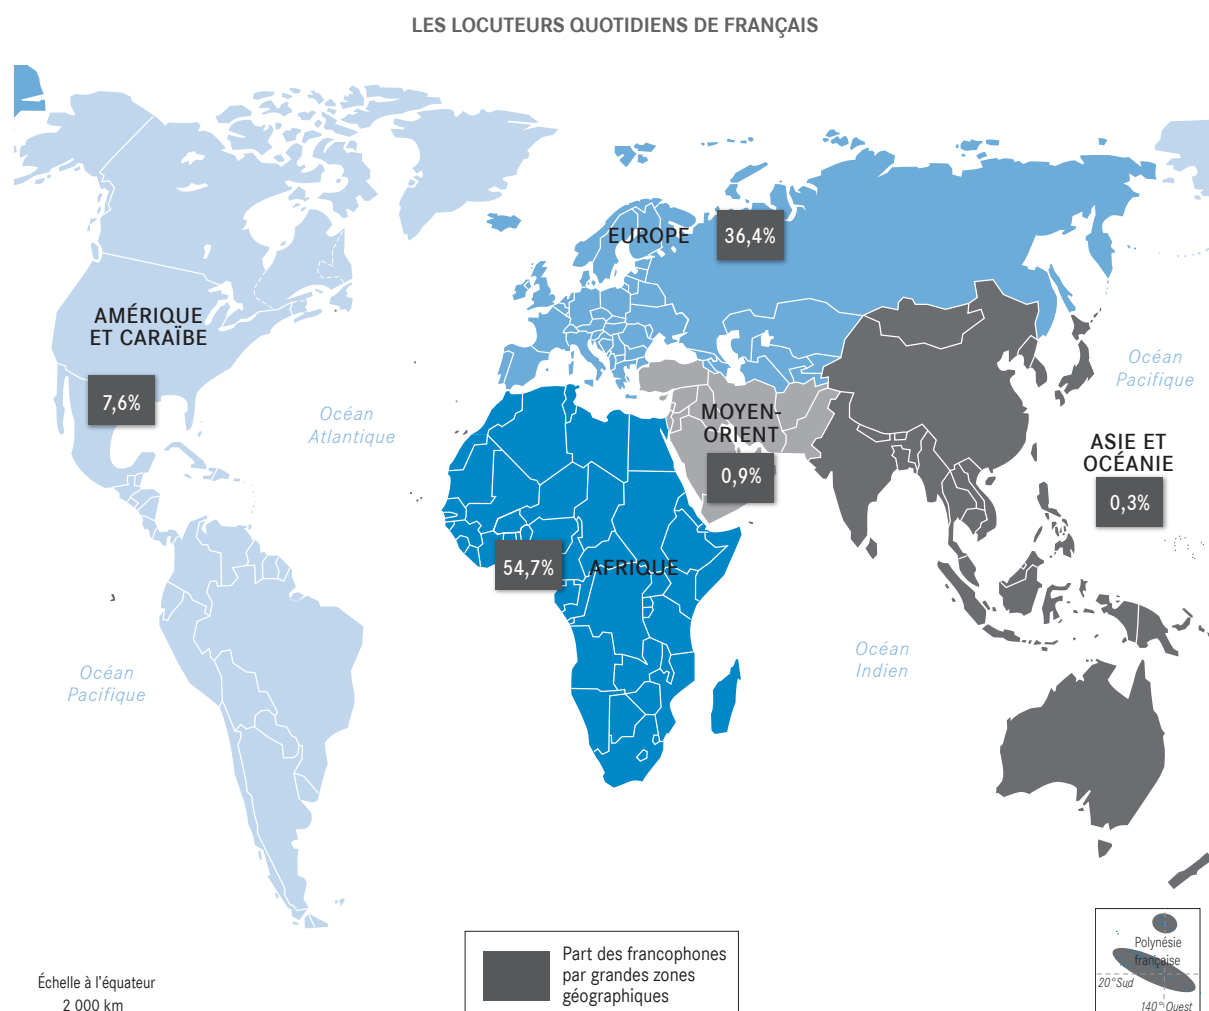 LES LOCUTEURS QUOTIDIENS DE FRANÇAIS
EUROPE
36,4%
AMÉRIQUE
ET CARAÏBE
7,6%
Océan
Atlantique
Océan
Pacifique
MOYEN-
ORIENT
0,9%
ASIE ET
OCÉANIE
0,3%
54,7%
AFRIQUE
Océan
Indien
Océan
Pacifique
Polynésie
française
20°Sud
140° Ouest
Part des francophones
par grandes zones
géographiques
Échelle à l'équateur
2 000 km